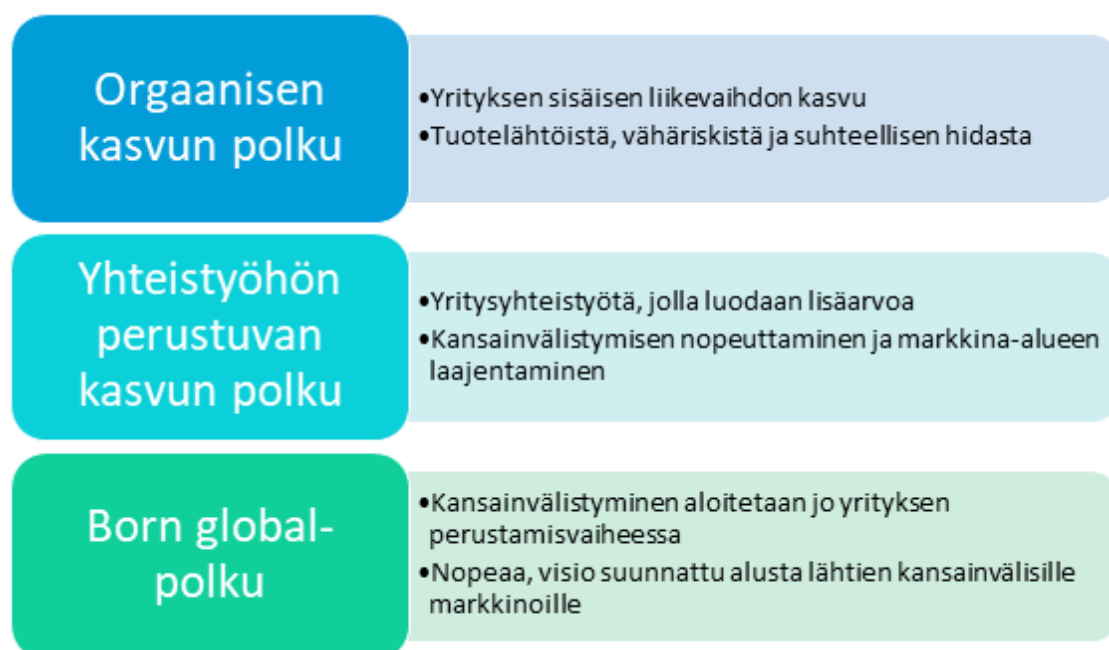 Orgaanisen
kasvun polku
•Yrityksen sisäisen liikevaihdon kasvu
•Tuotelähtöistä, vähäriskistä ja suhteellisen hidasta
Yhteistyöhön
perustuvan
kasvun polku
•Yritysyhteistyötä, jolla luodaan lisäarvoa
•Kansainvälistymisen nopeuttaminen ja markkina-alueen
laajentaminen
Born global-
polku
•Kansainvälistyminen aloitetaan jo yrityksen
perustamisvaiheessa
•Nopeaa, visio suunnattu alusta lähtien kansainvälisille
markkinoille